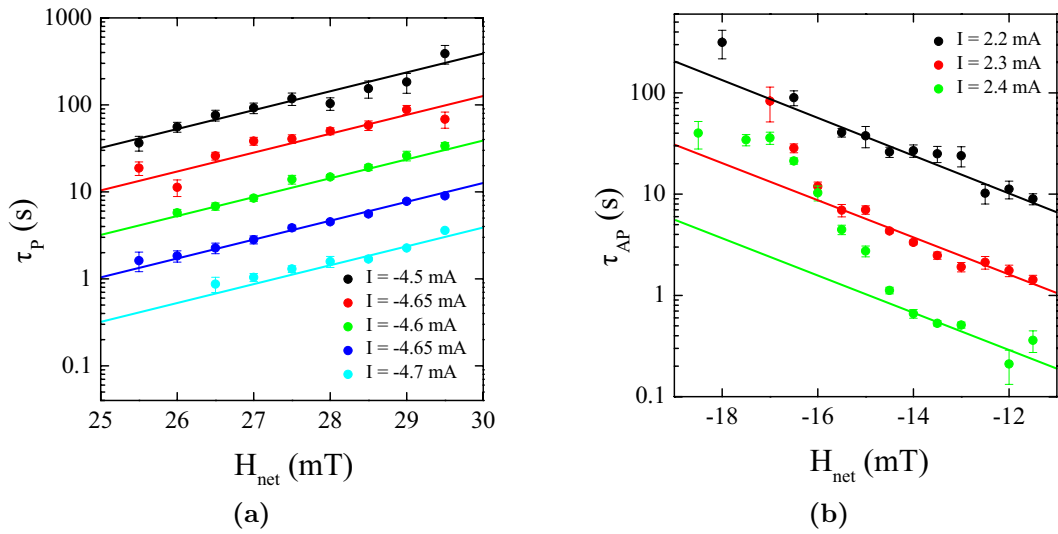 1000
100
10
1
0.1
τP (s)
25 26 27 28 29 30
Hnet (mT)
I = -4.5 mA
I = -4.65 mA
I = -4.6 mA
I = -4.65 mA
I = -4.7 mA
(a)
100
10
1
0.1
τAP (s)
-18 -16 -14 -12
Hnet (mT)
I = 2.2 mA
I = 2.3 mA
I = 2.4 mA
(b)